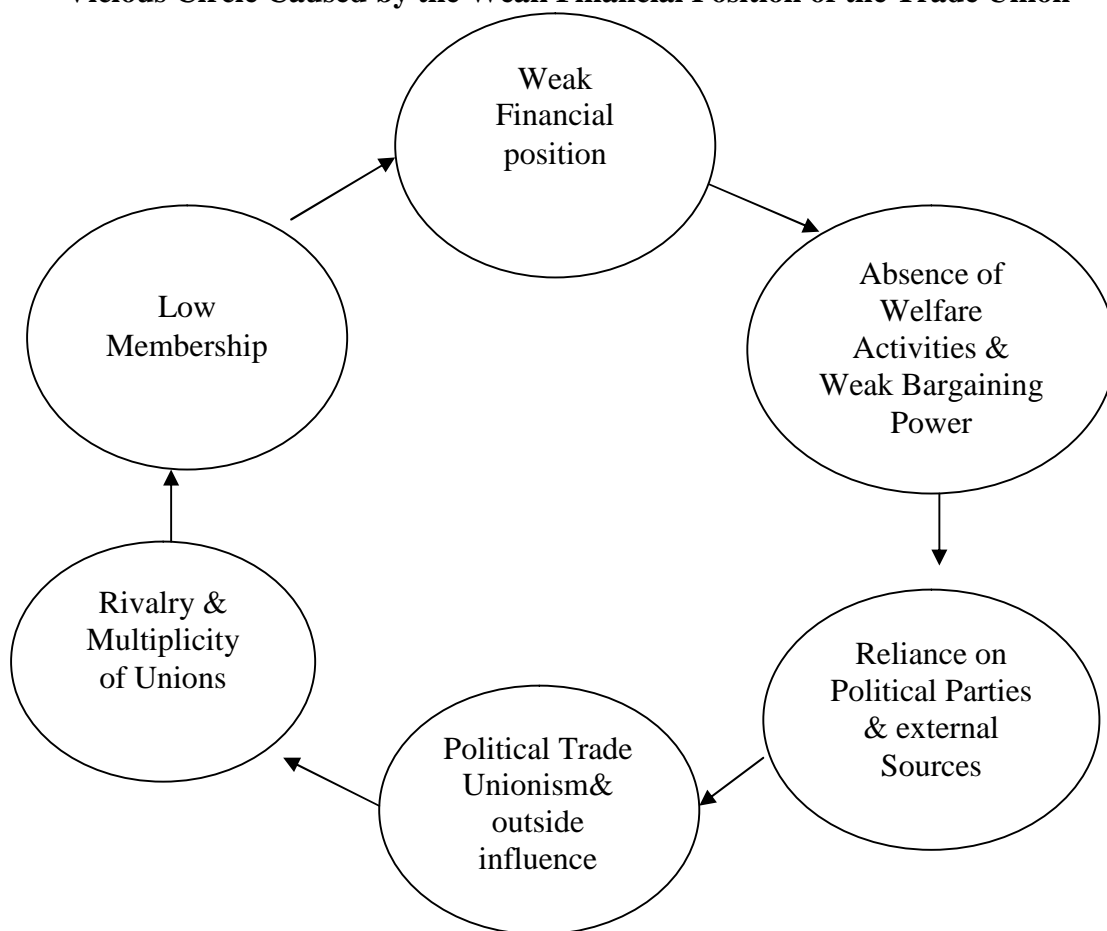 Vicious Circle Caused by the Weak Financial Position of the Trade Union
Weak
Financial
position
Absence of
Welfare
Activities &
Weak Bargaining
Power
Reliance on
Political Parties
& external
Sources
Political Trade
Unionism&
outside
influence
Rivalry &
Multiplicity
of Unions
Low
Membership